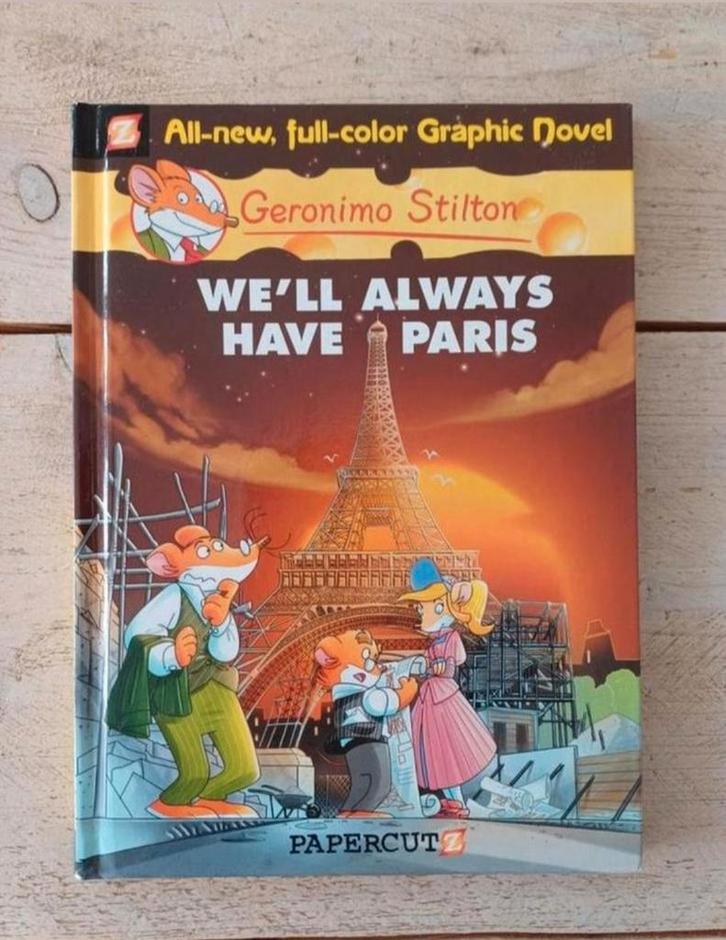 Z All-new, full-color Graphic Novel
Geronimo Stilton
WE'LL ALWAYS
HAVE PARIS
PAPERCUTZ